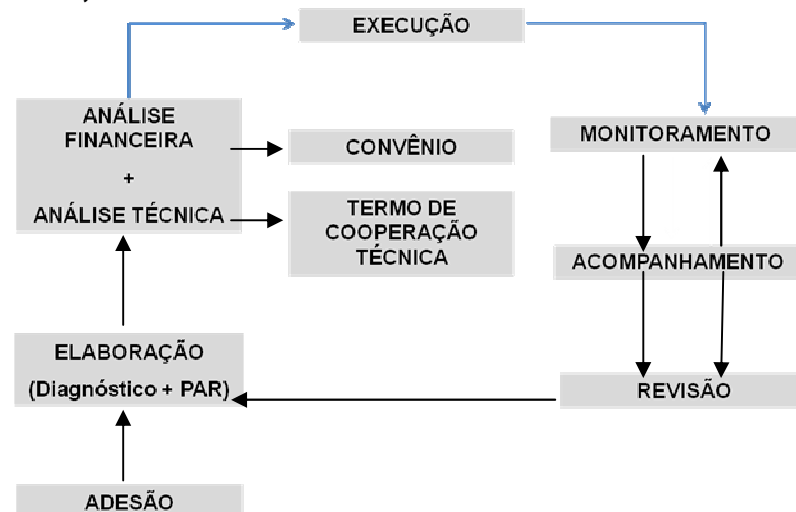 EXECUÇÃO
ANÁLISE
FINANCEIRA
+
ANÁLISE TÉCNICA
CONVÊNIO
TERMO DE
COOPERAÇÃO
TÉCNICA
MONITORAMENTO
ACOMPANHAMENTO
REVISÃO
ELABORAÇÃO
(Diagnóstico + PAR)
ADESÃO